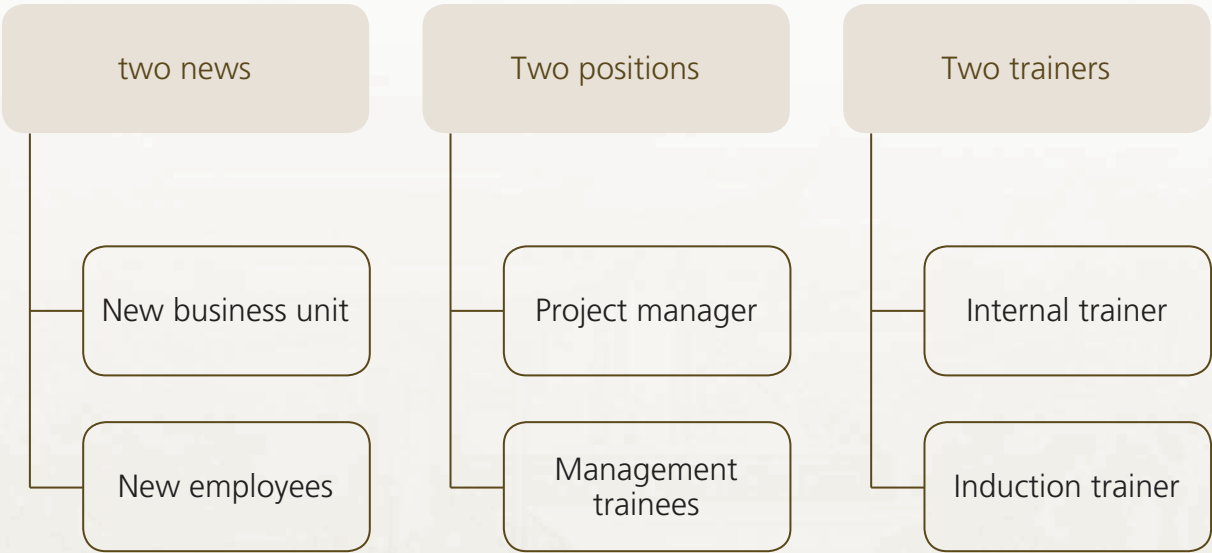 two news
New business unit
New employees
Two positions
Project manager
Management
trainees
Two trainers
Internal trainer
Induction trainer